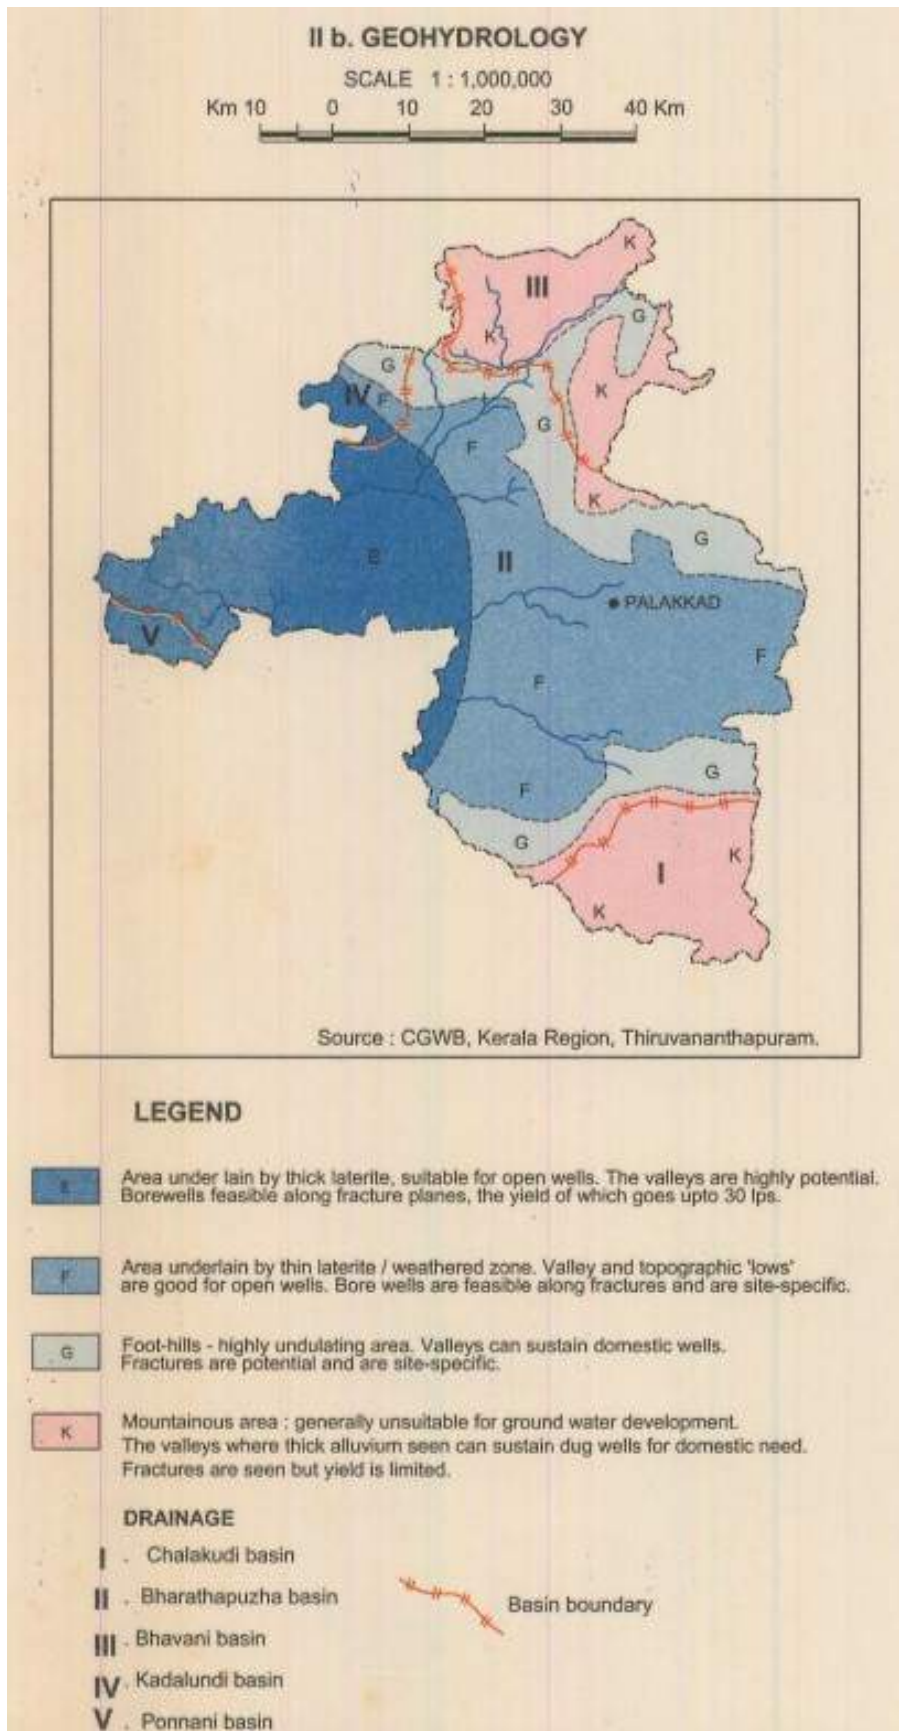 II b. GEOHYDROLOGY
SCALE 1 : 1,000,000
Km 10 0 10 20 30 40 Km
K
III
K
G
G
K
IV
F
G
F
K
G
E
II
PALAKKAD
V
F
F
G
F
G
K
I
K
Source : CGWB, Kerala Region, Thiruvananthapuram.
LEGEND
E
Area under lain by thick laterite, suitable for open wells. The valleys are highly potential.
Borewells feasible along fracture planes, the yield of which goes upto 30 lps.
F
Area underlain by thin laterite / weathered zone. Valley and topographic 'lows'
are good for open wells. Bore wells are feasible along fractures and are site-specific.
G
Foot-hills - highly undulating area. Valleys can sustain domestic wells.
Fractures are potential and are site-specific.
K
Mountainous area : generally unsuitable for ground water development.
The valleys where thick alluvium seen can sustain dug wells for domestic need.
Fractures are seen but yield is limited.
DRAINAGE
I . Chalakudi basin
II . Bharathapuzha basin
Basin boundary
III . Bhavani basin
IV . Kadalundi basin
V . Ponnani basin